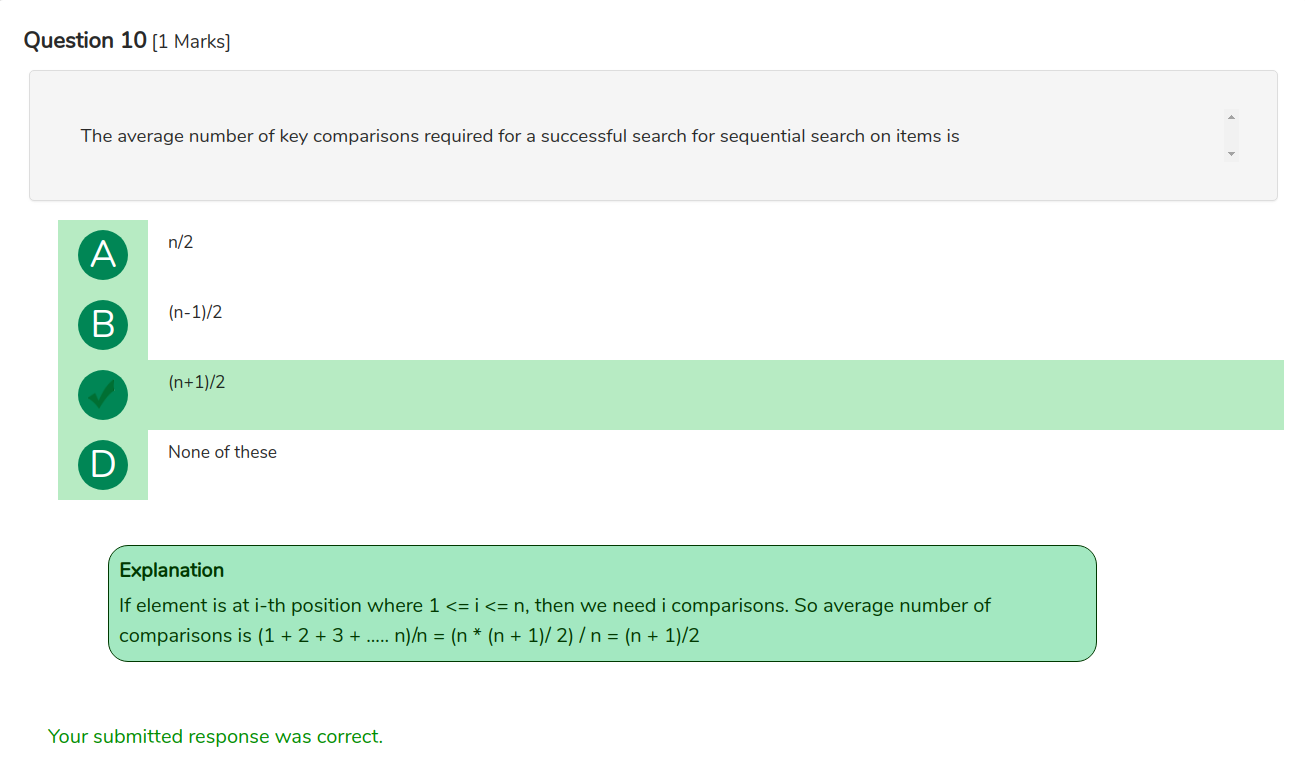 Question 10 [1 Marks]
The average number of key comparisons required for a successful search for sequential search on items is
A
n/2
B
(n-1)/2
(n+1)/2
D
None of these
Explanation
If element is at i-th position where 1 <= i <= n, then we need i comparisons. So average number of
comparisons is (1 + 2 + 3 + ..... n)/n = (n * (n + 1)/ 2) / n = (n + 1)/2
Your submitted response was correct.